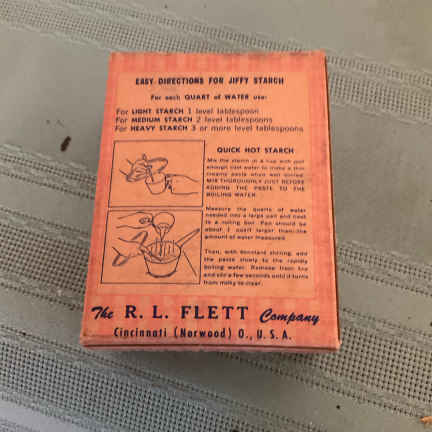 EASY DIRECTIONS FOR JIFFY STARCH
For each QUART of WATER use:
For LIGHT STARCH 1 level tablespoon
For MEDIUM STARCH 2 level tablespoons
For HEAVY STARCH 3 or more level tablespoons
QUICK HOT STARCH
Mix the starch in a cup with just
enough cold water to make a thin
creamy paste when well stirred.
MIX THOROUGHLY JUST BEFORE
ADDING THE PASTE TO THE
BOILING WATER.
Measure the quarts of water
needed into a large pan and heat
to a rolling boil. Pan should be
about 1 quart larger than the
amount of water measured.
Then, with constant stirring, add
the paste slowly to the rapidly
boiling water. Remove from fire
and stir a few seconds until it turns
from milky to clear.
The R. L. FLETT Company
Cincinnati (Norwood) O., U. S. A.